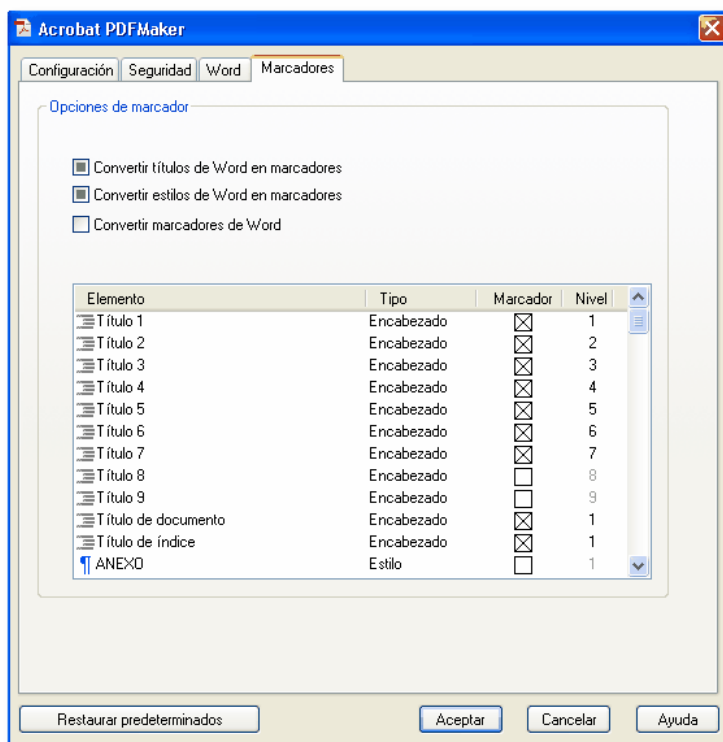 Acrobat PDFMaker
Configuración Seguridad Word Marcadores
Opciones de marcador
Convertir títulos de Word en marcadores
Convertir estilos de Word en marcadores
Convertir marcadores de Word
Elemento Tipo Marcador Nivel
Título 1 Encabezado 1
Título 2 Encabezado 2
Título 3 Encabezado 3
Título 4 Encabezado 4
Título 5 Encabezado 5
Título 6 Encabezado 6
Título 7 Encabezado 7
Título 8 Encabezado 8
Título 9 Encabezado 9
Título de documento Encabezado 1
Título de índice Encabezado 1
¶ ANEXO Estilo 1
Restaurar predeterminados Aceptar Cancelar Ayuda